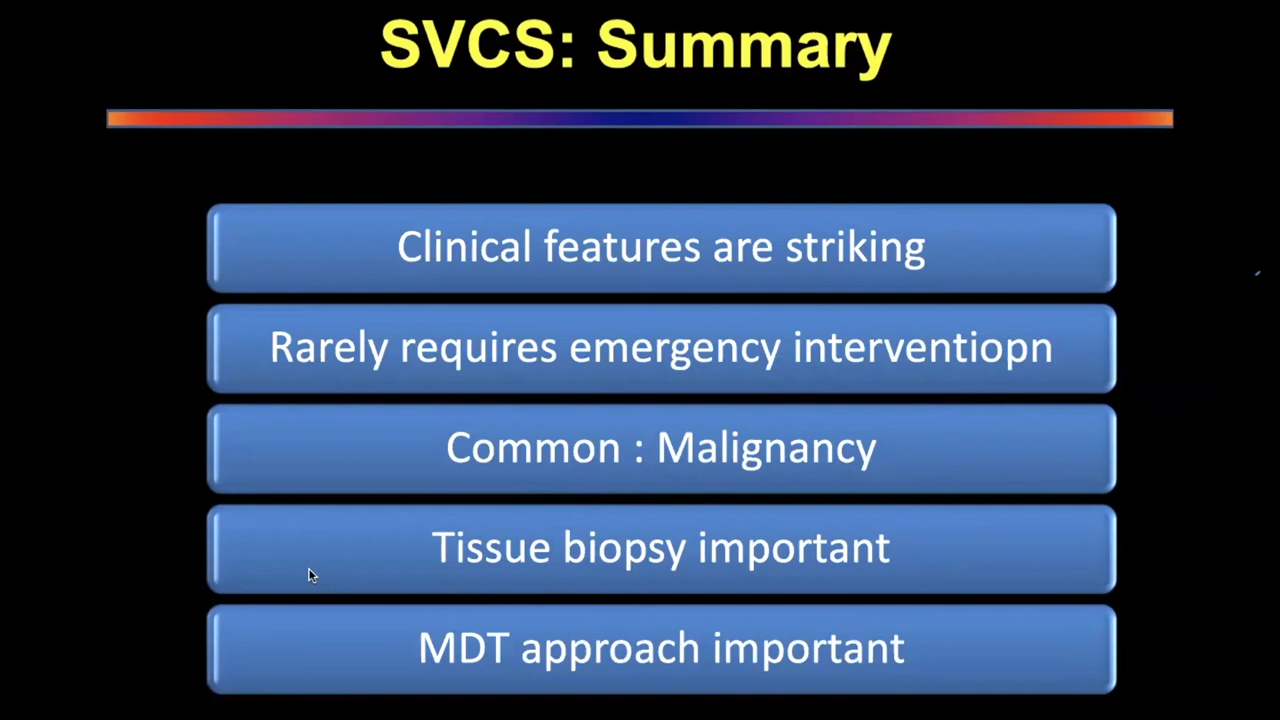 SVCS: Summary
Clinical features are striking
Rarely requires emergency interventiopn
Common : Malignancy
Tissue biopsy important
MDT approach important